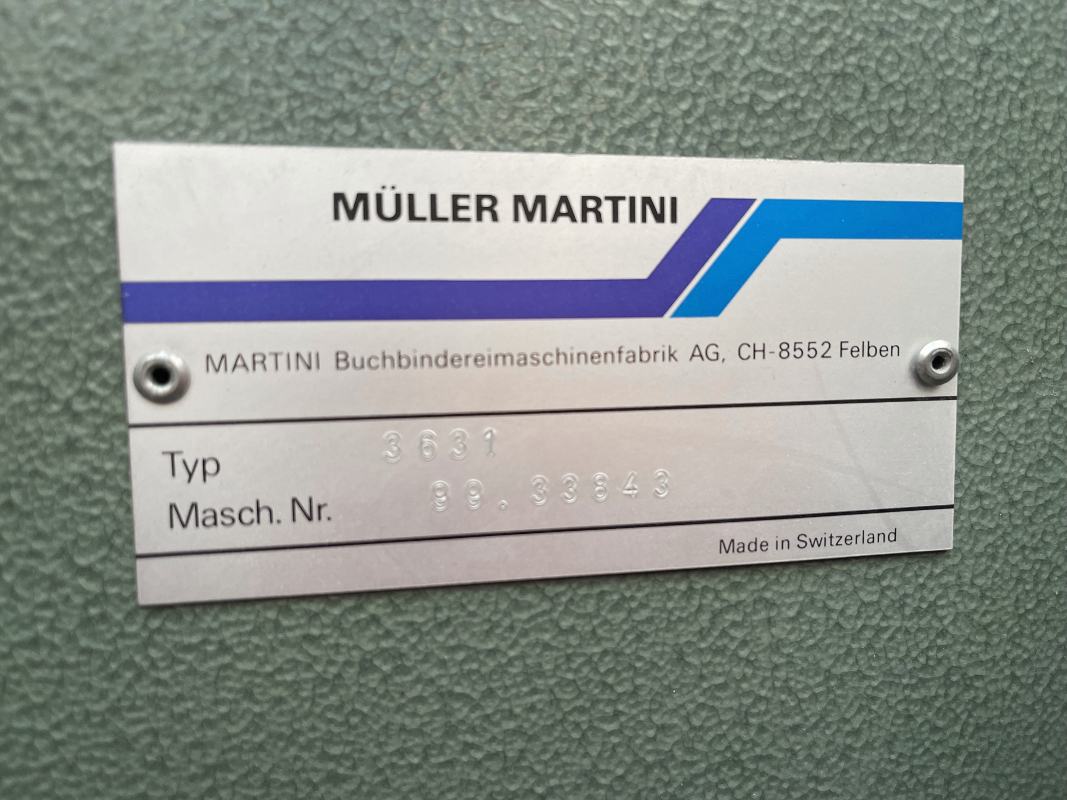 MÜLLER MARTINI
MARTINI Buchbindereimaschinenfabrik AG, CH-8552 Felben
Typ 3631
Masch. Nr. 99.33843
Made in Switzerland